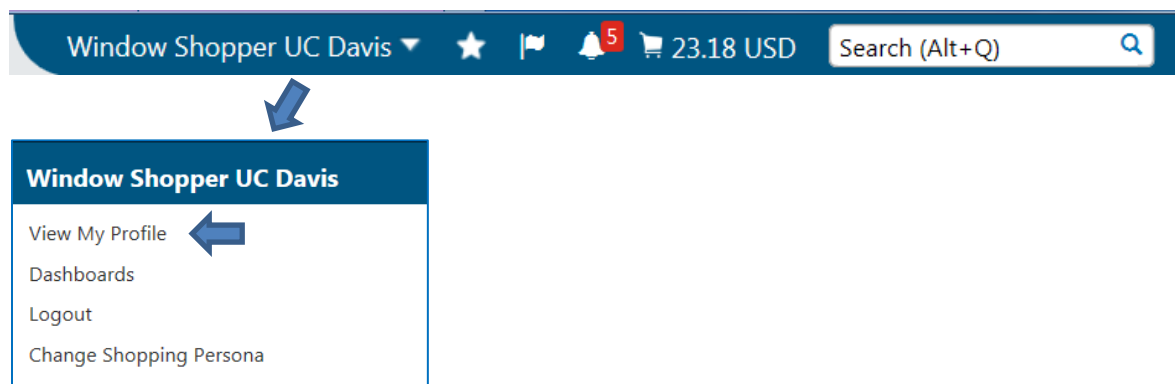 Window Shopper UC Davis 5 23.18 USD Search (Alt+Q)
Window Shopper UC Davis
View My Profile
Dashboards
Logout
Change Shopping Persona